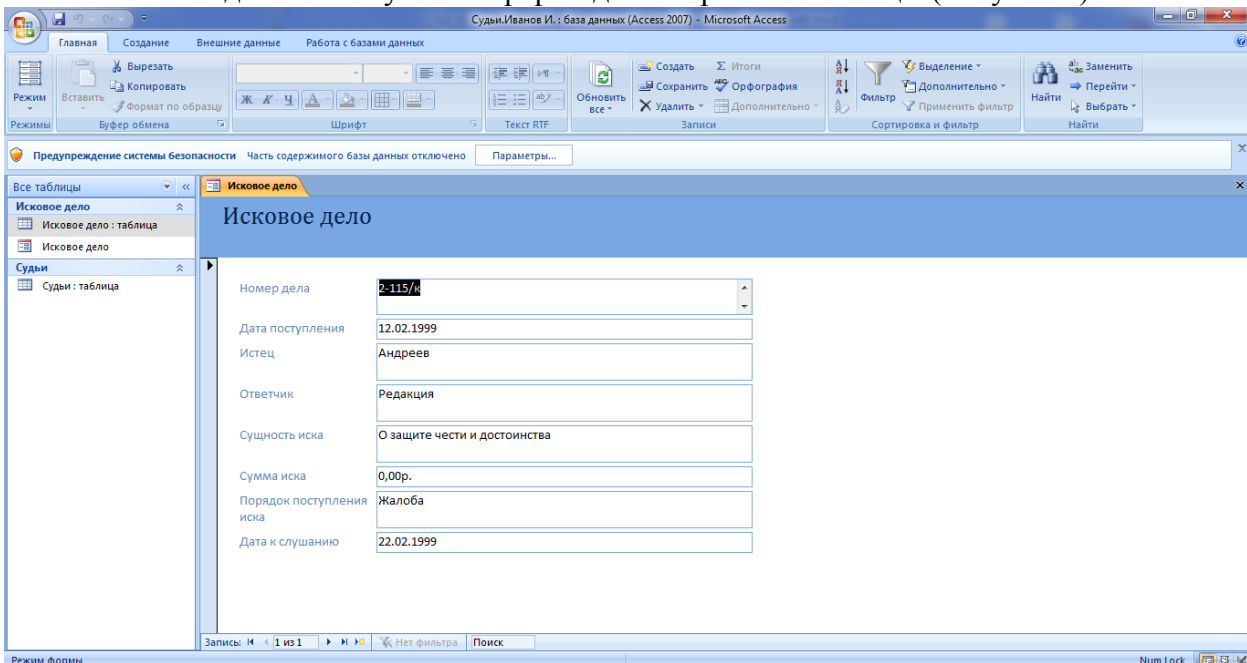 Судьи.Иванов И. : база данных (Access 2007) - Microsoft Access
Главная Создание Внешние данные Работа с базами данных
Режим
Режимы
Вставить
Вырезать
Копировать
Формат по образцу
Буфер обмена
Ж К Ч
Шрифт
Текст RTF
Обновить все
Создать
Сохранить
Удалить
Σ Итоги
Орфография
Дополнительно
Записи
Фильтр
Выделение
Дополнительно
Применить фильтр
Сортировка и фильтр
Найти
Заменить
Перейти
Выбрать
Найти
Предупреждение системы безопасности Часть содержимого базы данных отключено Параметры...
Все таблицы
Исковое дело
Исковое дело : таблица
Исковое дело
Судьи
Судьи : таблица
Исковое дело
Исковое дело
Номер дела 2-115/к
Дата поступления 12.02.1999
Истец Андреев
Ответчик Редакция
Сущность иска О защите чести и достоинства
Сумма иска 0,00р.
Порядок поступления иска Жалоба
Дата к слушанию 22.02.1999
Запись: 1 из 1 Нет фильтра Поиск
Режим формы Num Lock